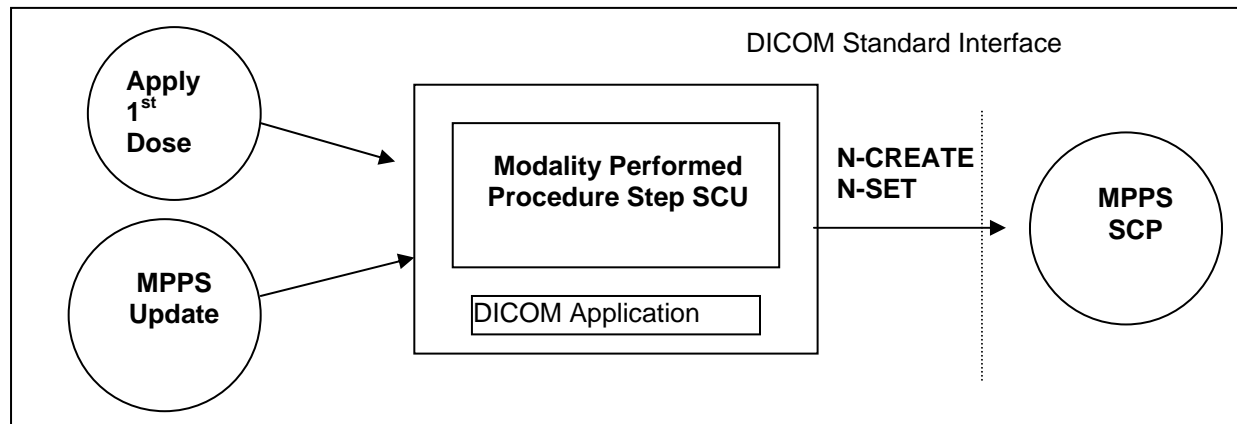 DICOM Standard Interface
Apply
1st
Dose
Modality Performed
Procedure Step SCU
N-CREATE
N-SET
MPPS
SCP
MPPS
Update
DICOM Application